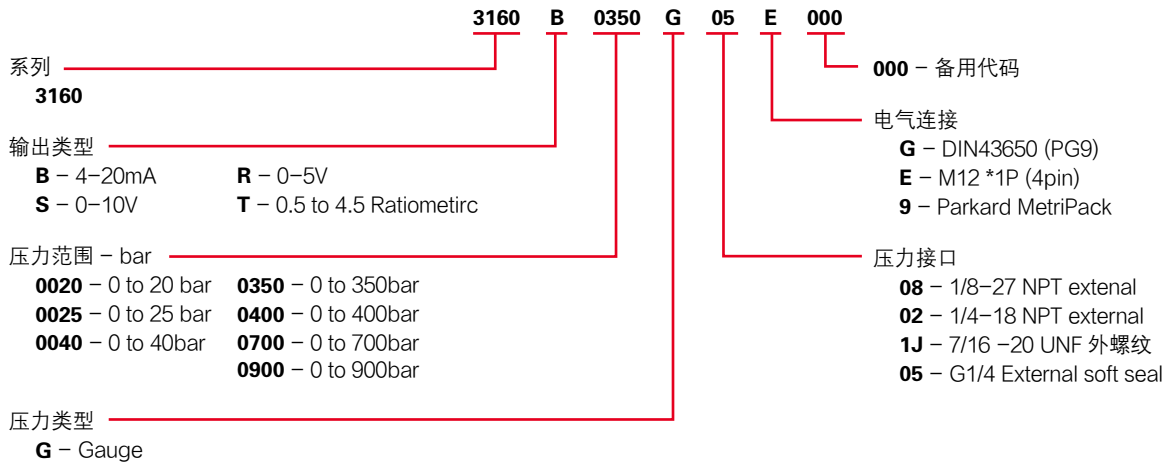 3160 B 0350 G 05 E 000
系列
3160
输出类型
B – 4–20mA R – 0–5V
S – 0–10V T – 0.5 to 4.5 Ratiometirc
压力范围 – bar
0020 – 0 to 20 bar 0350 – 0 to 350bar
0025 – 0 to 25 bar 0400 – 0 to 400bar
0040 – 0 to 40bar 0700 – 0 to 700bar
0900 – 0 to 900bar
压力类型
G – Gauge
000 – 备用代码
电气连接
G – DIN43650 (PG9)
E – M12 *1P (4pin)
9 – Parkard MetriPack
压力接口
08 – 1/8–27 NPT extenal
02 – 1/4–18 NPT external
1J – 7/16 –20 UNF 外螺纹
05 – G1/4 External soft seal